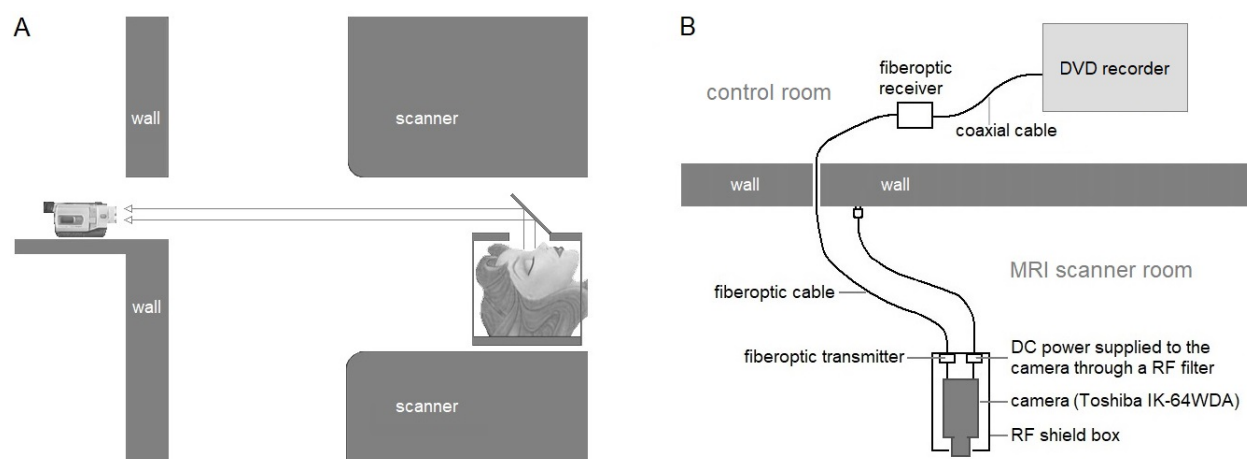 A
wall
scanner
wall
scanner
B
DVD recorder
fiberoptic
receiver
control room
coaxial cable
wall
wall
MRI scanner room
fiberoptic cable
fiberoptic transmitter
DC power supplied to the
camera through a RF filter
camera (Toshiba IK-64WDA)
RF shield box